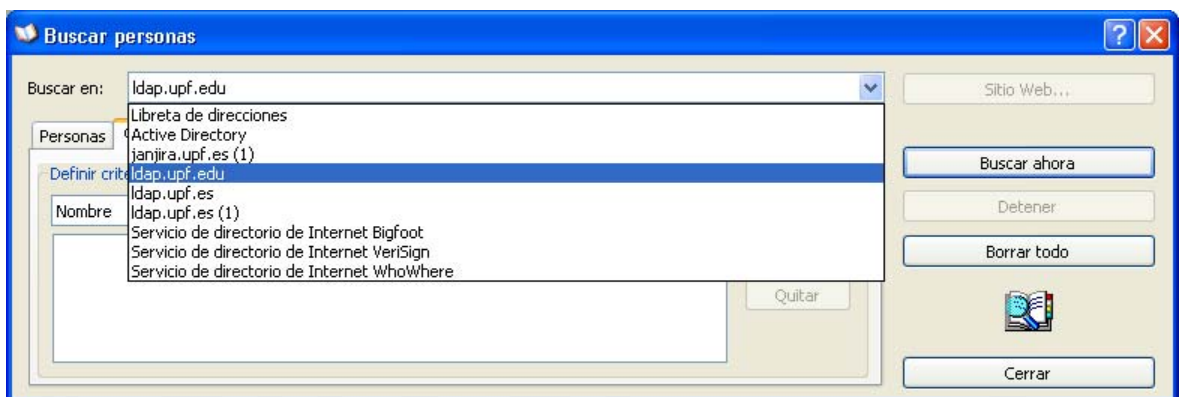 Buscar personas
Buscar en:
ldap.upf.edu
Sitio Web...
Libreta de direcciones
Personas
Active Directory
janjira.upf.es (1)
Buscar ahora
Definir crite
ldap.upf.edu
ldap.upf.es
Nombre
ldap.upf.es (1)
Detener
Servicio de directorio de Internet Bigfoot
Servicio de directorio de Internet VeriSign
Borrar todo
Servicio de directorio de Internet WhoWhere
Quitar
Cerrar